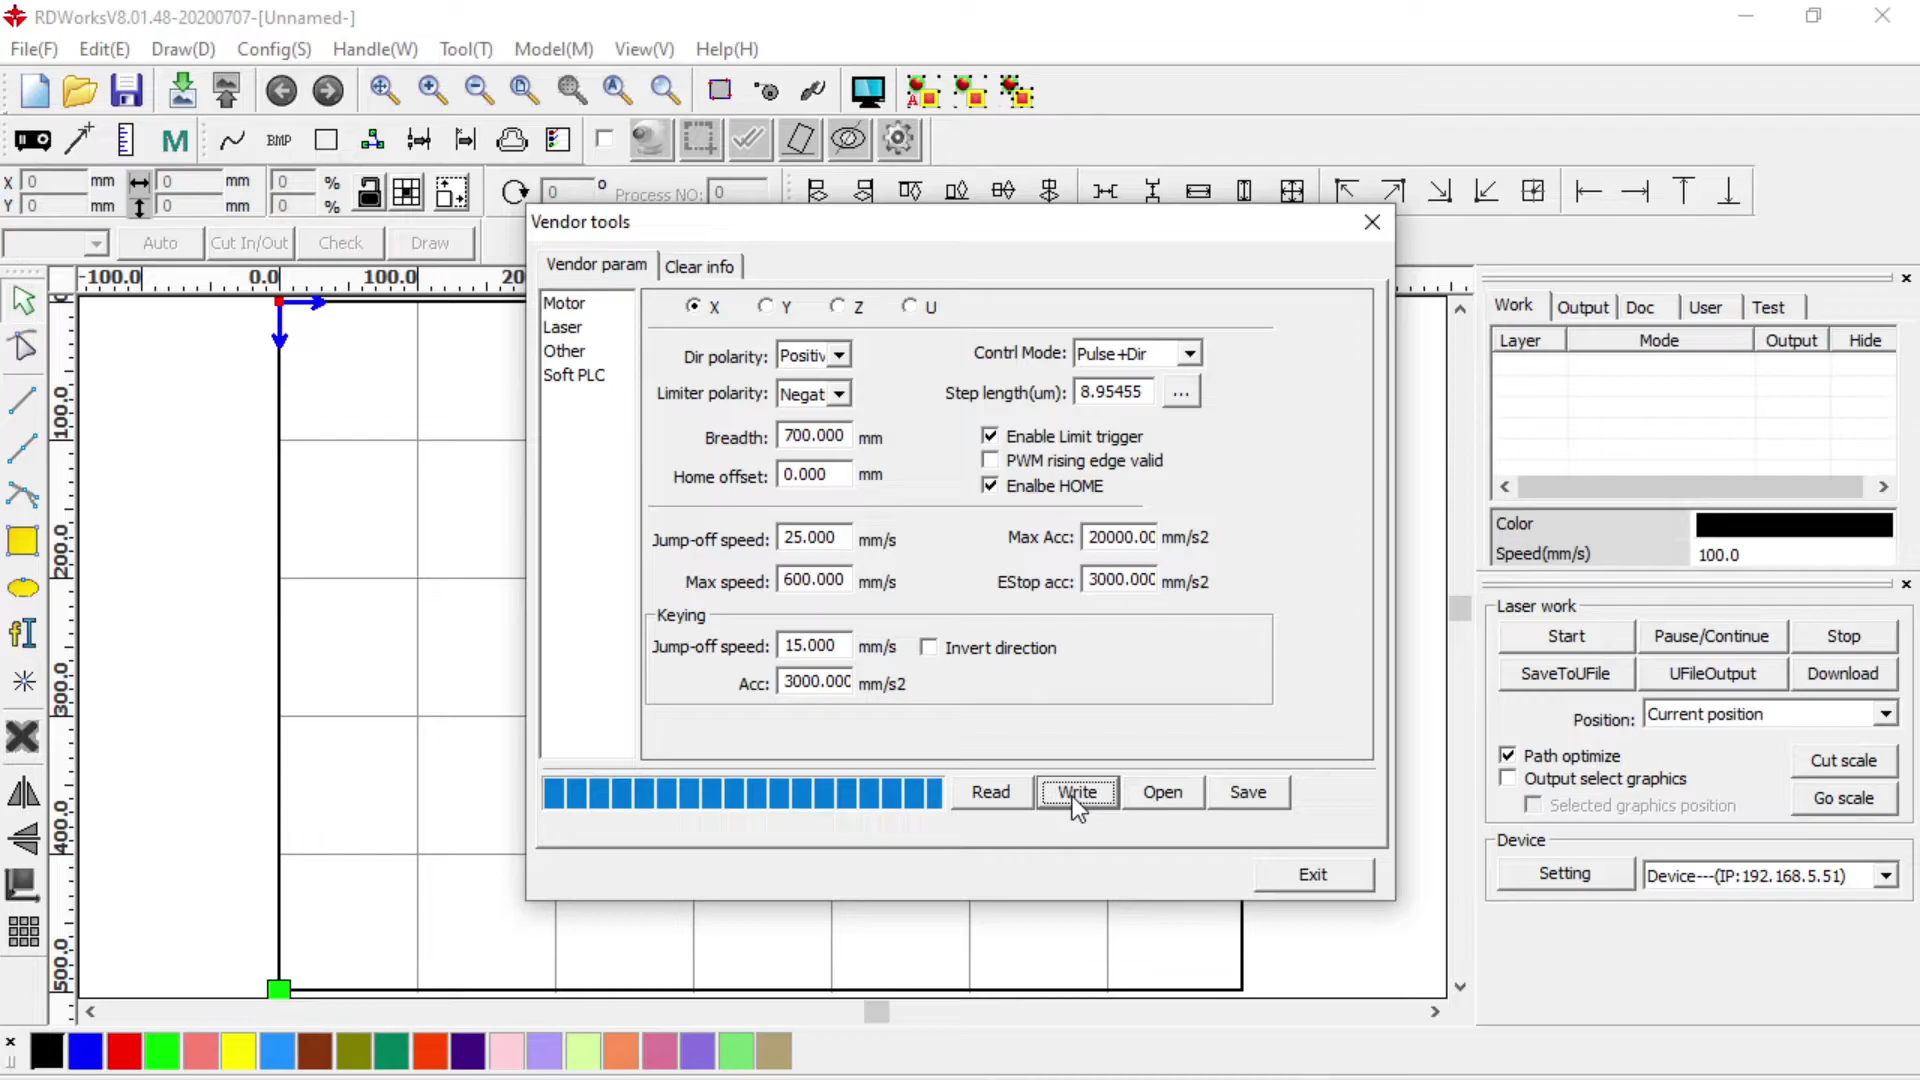 RDWorksV8.01.48-20200707-[Unnamed-]
File(F) Edit(E) Draw(D) Config(S) Handle(W) Tool(T) Model(M) View(V) Help(H)
M BMP
X 0 mm 0 mm 0 %
Y 0 mm 0 mm 0 %
0 ° Process NO: 0
Auto Cut In/Out Check Draw
-100.0 0.0 100.0 20
100.0
200.0
300.0
400.0
500.0
Vendor tools
Vendor param Clear info
Motor
Laser
Other
Soft PLC
X Y Z U
Dir polarity: Positiv Contrl Mode: Pulse+Dir
Limiter polarity: Negat Step length(um): 8.95455 ...
Breadth: 700.000 mm Enable Limit trigger
PWM rising edge valid
Home offset: 0.000 mm Enalbe HOME
Jump-off speed: 25.000 mm/s Max Acc: 20000.00 mm/s2
Max speed: 600.000 mm/s EStop acc: 3000.000 mm/s2
Keying
Jump-off speed: 15.000 mm/s Invert direction
Acc: 3000.000 mm/s2
Read Write Open Save
Exit
Work Output Doc User Test
Layer Mode Output Hide
Color
Speed(mm/s) 100.0
Laser work
Start Pause/Continue Stop
SaveToUFile UFileOutput Download
Position: Current position
Path optimize Cut scale
Output select graphics
Selected graphics position Go scale
Device
Setting Device---(IP:192.168.5.51)